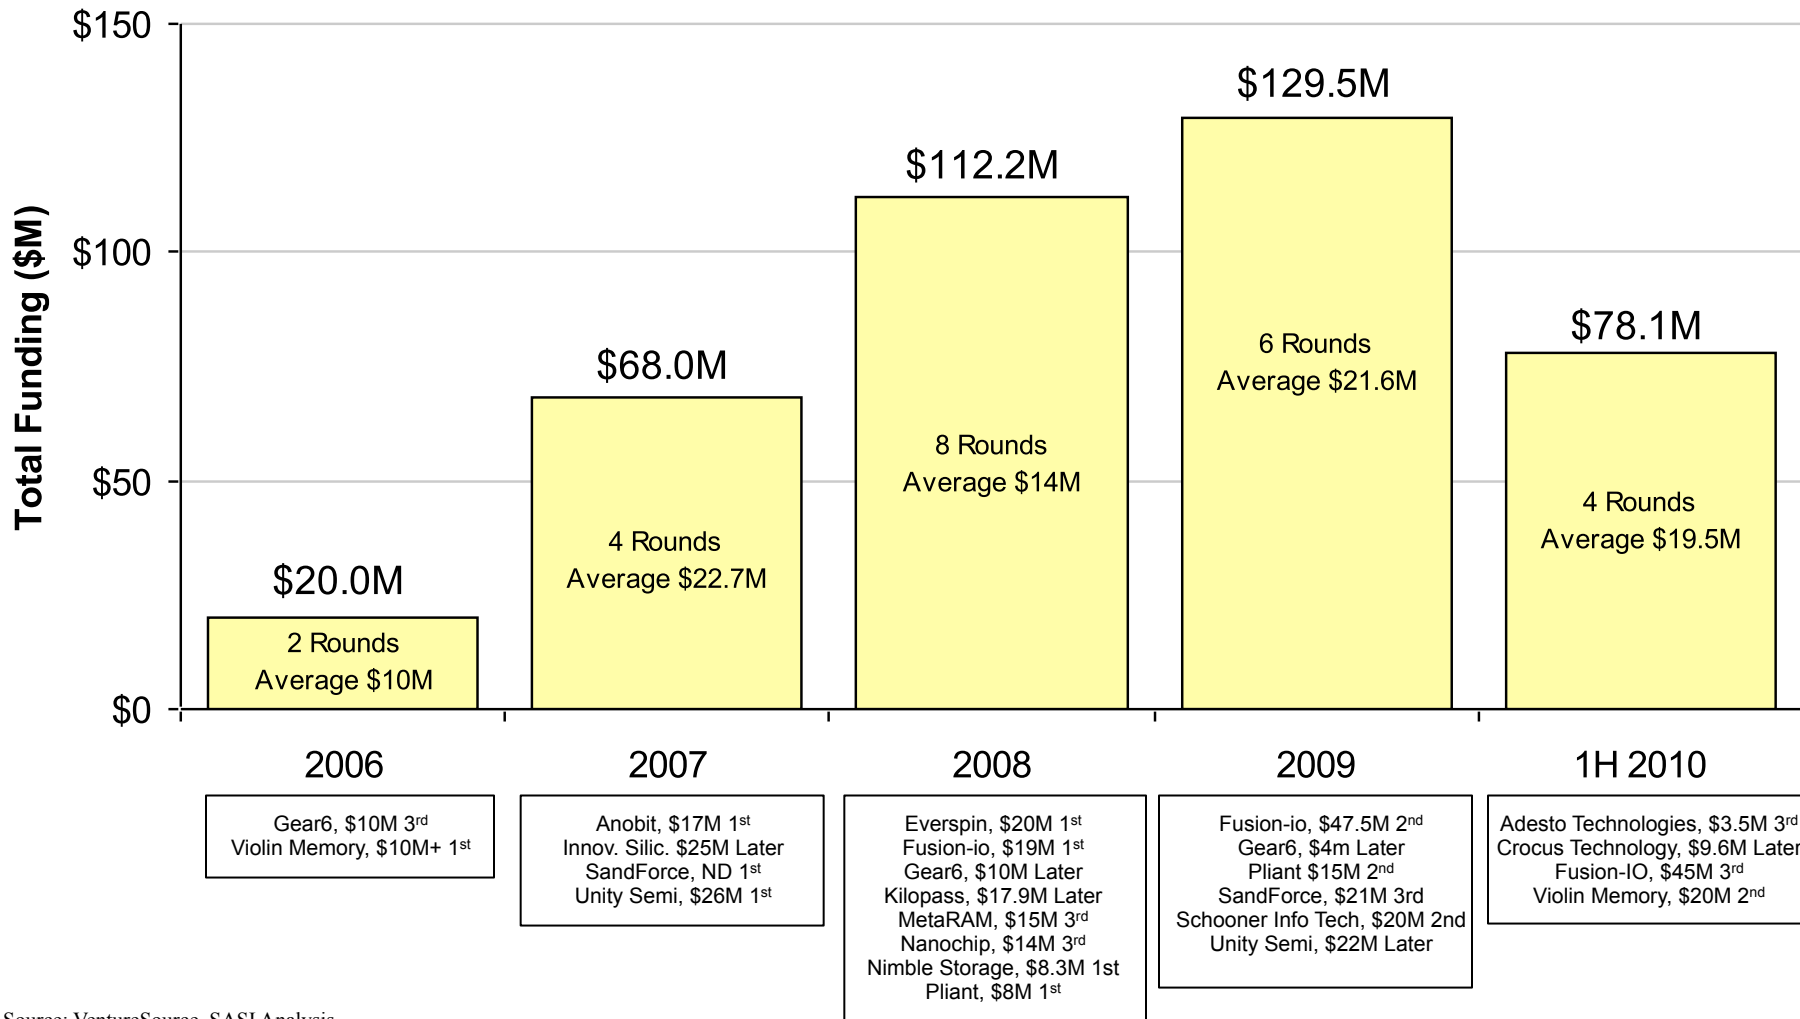 $150
$100
$50
$0
Total Funding ($M)
$20.0M
2 Rounds
Average $10M
$68.0M
4 Rounds
Average $22.7M
$112.2M
8 Rounds
Average $14M
$129.5M
6 Rounds
Average $21.6M
$78.1M
4 Rounds
Average $19.5M
2006
2007
2008
2009
1H 2010
Gear6, $10M 3rd
Violin Memory, $10M+ 1st
Anobit, $17M 1st
Innov. Silic. $25M Later
SandForce, ND 1st
Unity Semi, $26M 1st
Everspin, $20M 1st
Fusion-io, $19M 1st
Gear6, $10M Later
Kilopass, $17.9M Later
MetaRAM, $15M 3rd
Nanochip, $14M 3rd
Nimble Storage, $8.3M 1st
Pliant, $8M 1st
Fusion-io, $47.5M 2nd
Gear6, $4m Later
Pliant $15M 2nd
SandForce, $21M 3rd
Schooner Info Tech, $20M 2nd
Unity Semi, $22M Later
Adesto Technologies, $3.5M 3rd
Crocus Technology, $9.6M Later
Fusion-IO, $45M 3rd
Violin Memory, $20M 2nd
Source: VentureSource, SASI Analysis